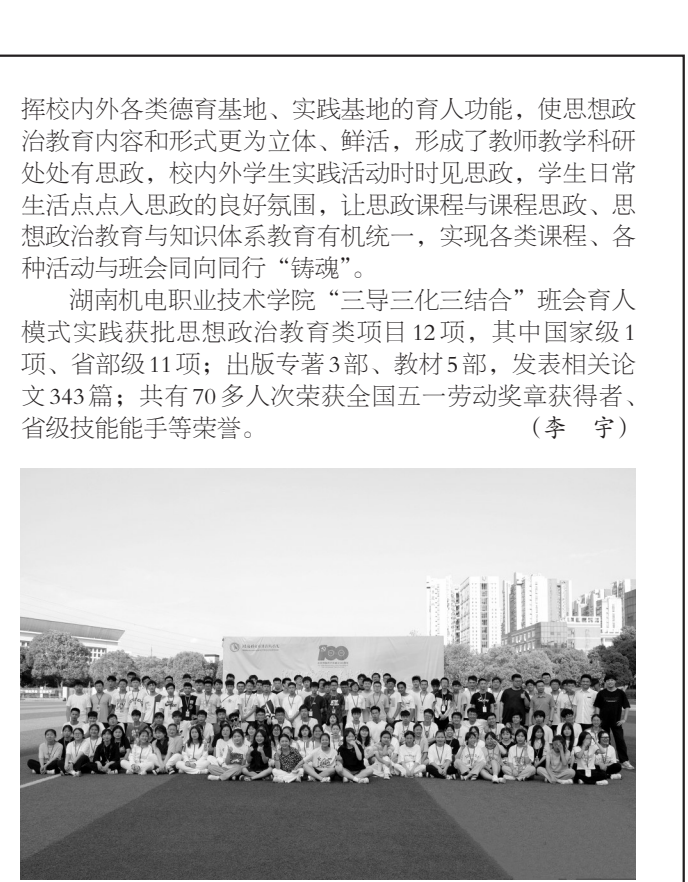 挥校内外各类德育基地、实践基地的育人功能，使思想政
治教育内容和形式更为立体、鲜活，形成了教师教学科研
处处有思政，校内外学生实践活动时时见思政，学生日常
生活点点入思政的良好氛围，让思政课程与课程思政、思
想政治教育与知识体系教育有机统一，实现各类课程、各
种活动与班会同向同行“铸魂”。
湖南机电职业技术学院“三导三化三结合”班会育人
模式实践获批思想政治教育类项目12项，其中国家级1
项、省部级11项；出版专著3部、教材5部，发表相关论
文343篇；共有70多人次荣获全国五一劳动奖章获得者、
省级技能能手等荣誉。 （李 宇）
100